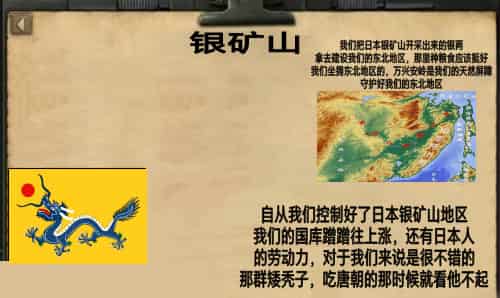 银矿山
我们把日本银矿山开采出来的银两
拿去建设我们的东北地区，那里种粮食应该挺好
我们坐拥东北地区的，万兴安岭是我们的天然屏障
守护好我们的东北地区
自从我们控制好了日本银矿山地区
我们的国库蹭蹭往上涨，还有日本人
的劳动力，对于我们来说是很不错的
那群矮秃子，吃唐朝的那时候就看他不起